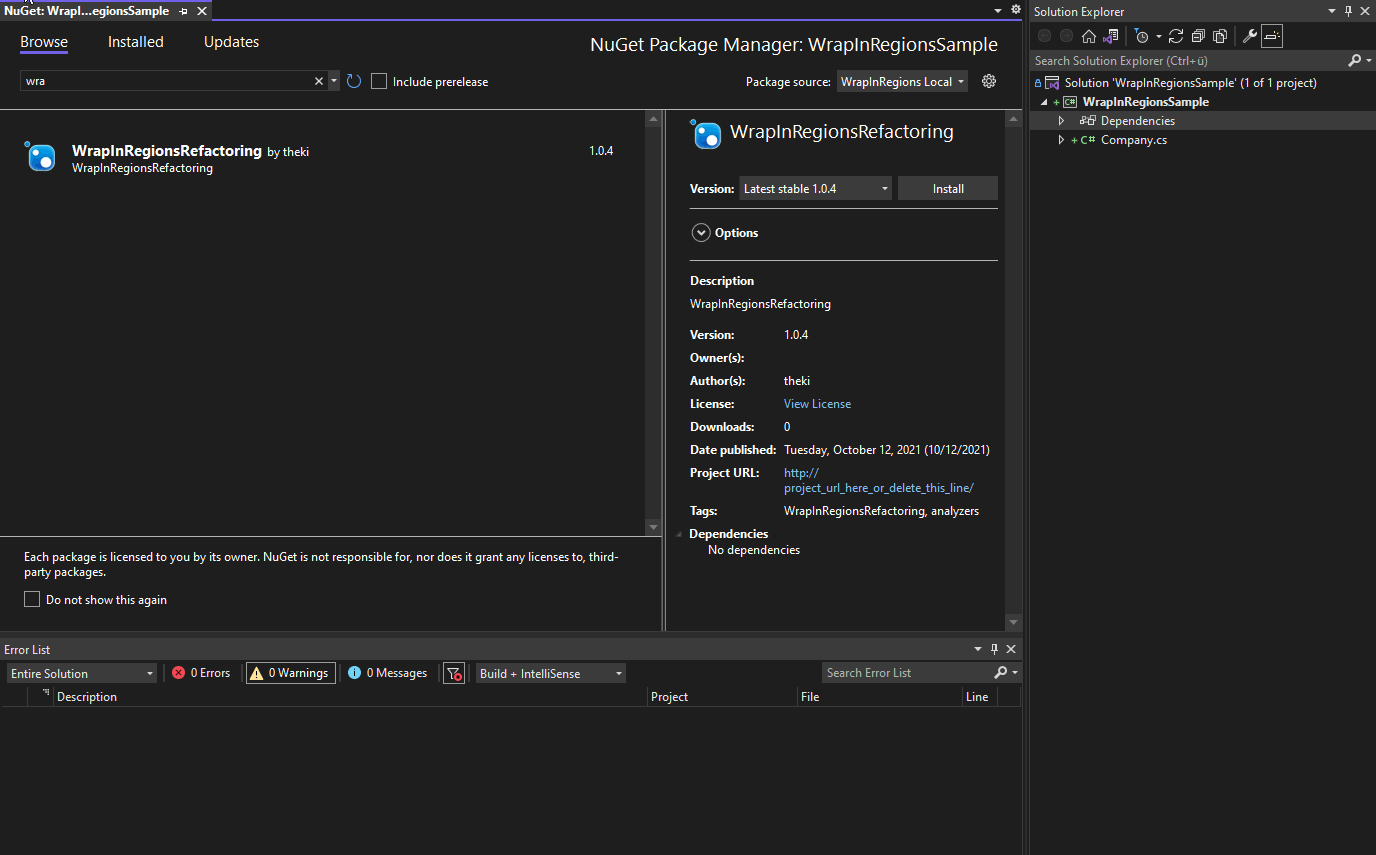 NuGet: WrapI...egionsSample
Browse
Installed
Updates
NuGet Package Manager: WrapInRegionsSample
wra
Include prerelease
Package source:
WrapInRegions Local
WrapInRegionsRefactoring by theki
1.0.4
WrapInRegionsRefactoring
Each package is licensed to you by its owner. NuGet is not responsible for, nor does it grant any licenses to, third-
party packages.
Do not show this again
WrapInRegionsRefactoring
Version:
Latest stable 1.0.4
Install
Options
Description
WrapInRegionsRefactoring
Version: 1.0.4
Owner(s):
Author(s): theki
License: View License
Downloads: 0
Date published: Tuesday, October 12, 2021 (10/12/2021)
Project URL: http://
project_url_here_or_delete_this_line/
Tags: WrapInRegionsRefactoring, analyzers
Dependencies
No dependencies
Error List
Entire Solution
0 Errors
0 Warnings
0 Messages
Build + IntelliSense
Search Error List
Description
Project
File
Line
Solution Explorer
Search Solution Explorer (Ctrl+ü)
Solution 'WrapInRegionsSample' (1 of 1 project)
C# WrapInRegionsSample
Dependencies
C# Company.cs